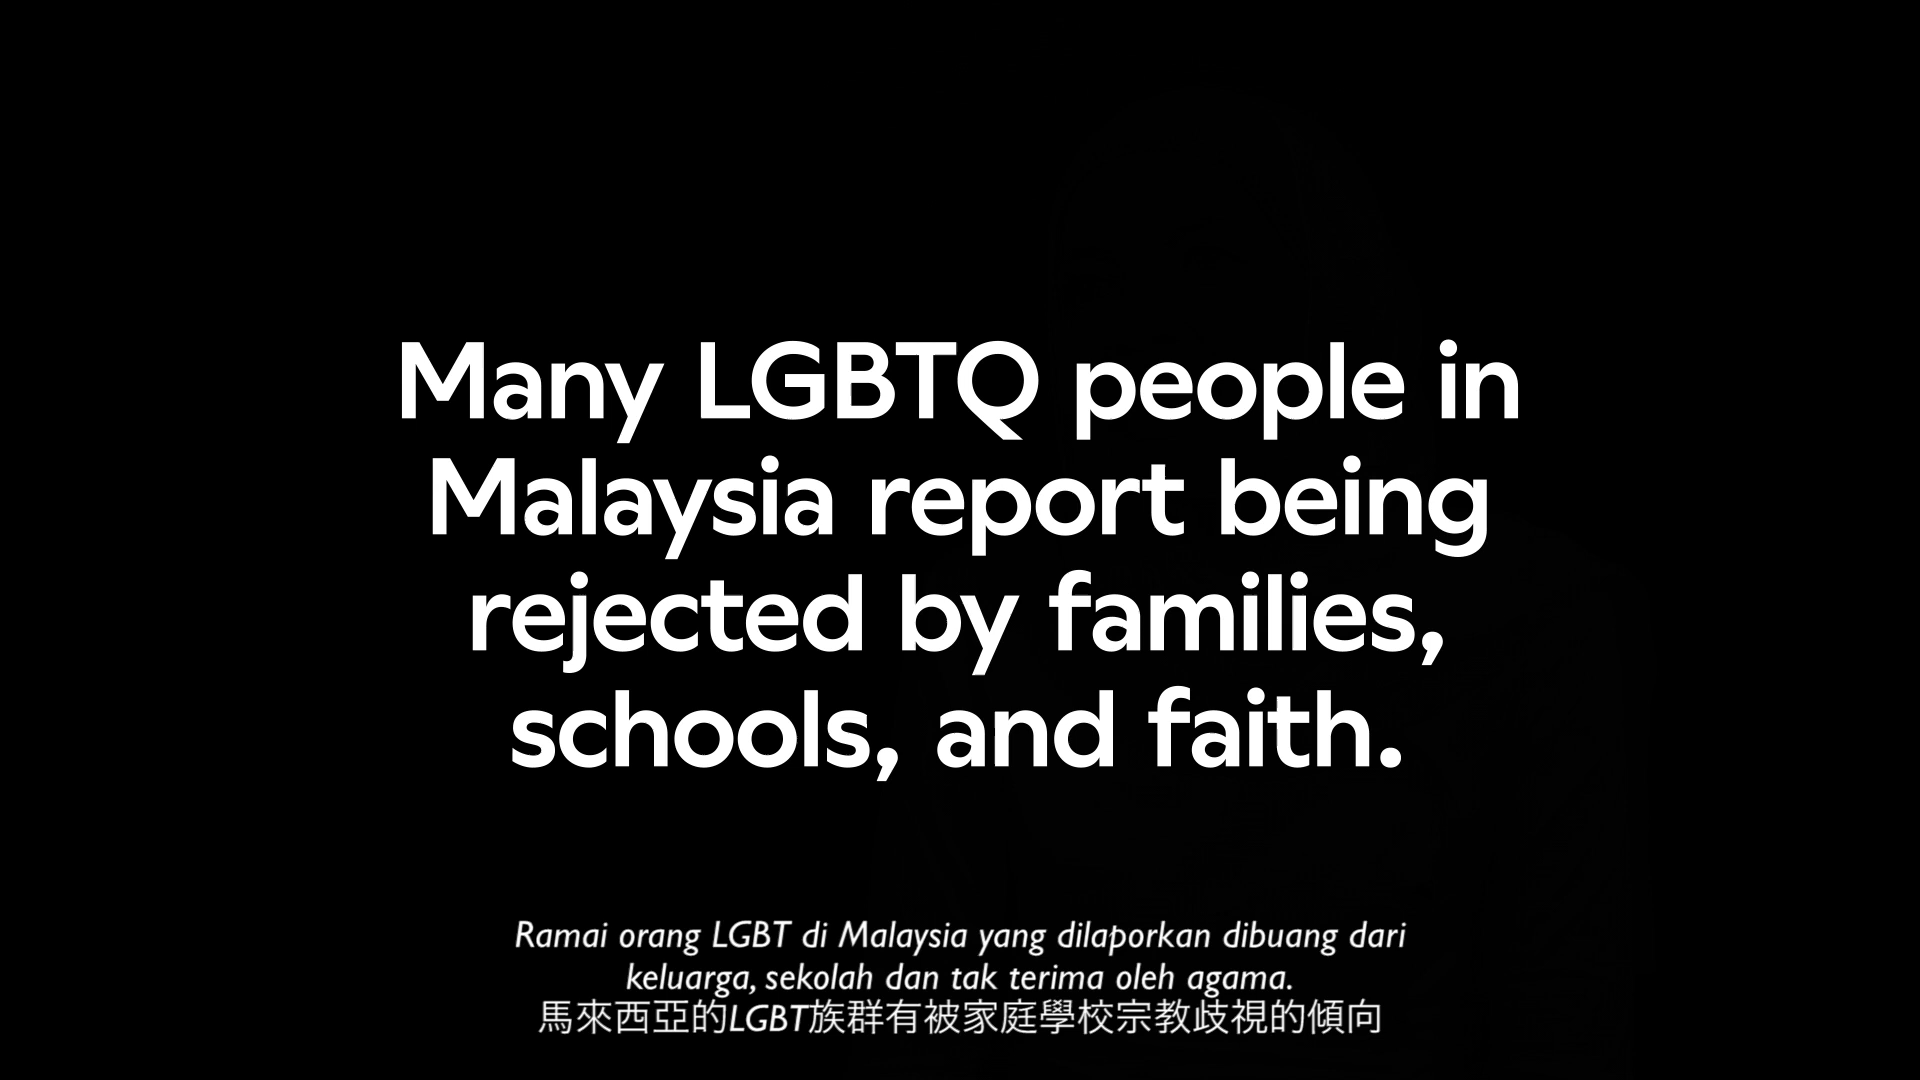 Many LGBTQ people in
Malaysia report being
rejected by families,
schools, and faith.
Ramai orang LGBT di Malaysia yang dilaporkan dibuang dari
keluarga, sekolah dan tak terima oleh agama.
馬來西亞的LGBT族群有被家庭學校宗教歧視的傾向